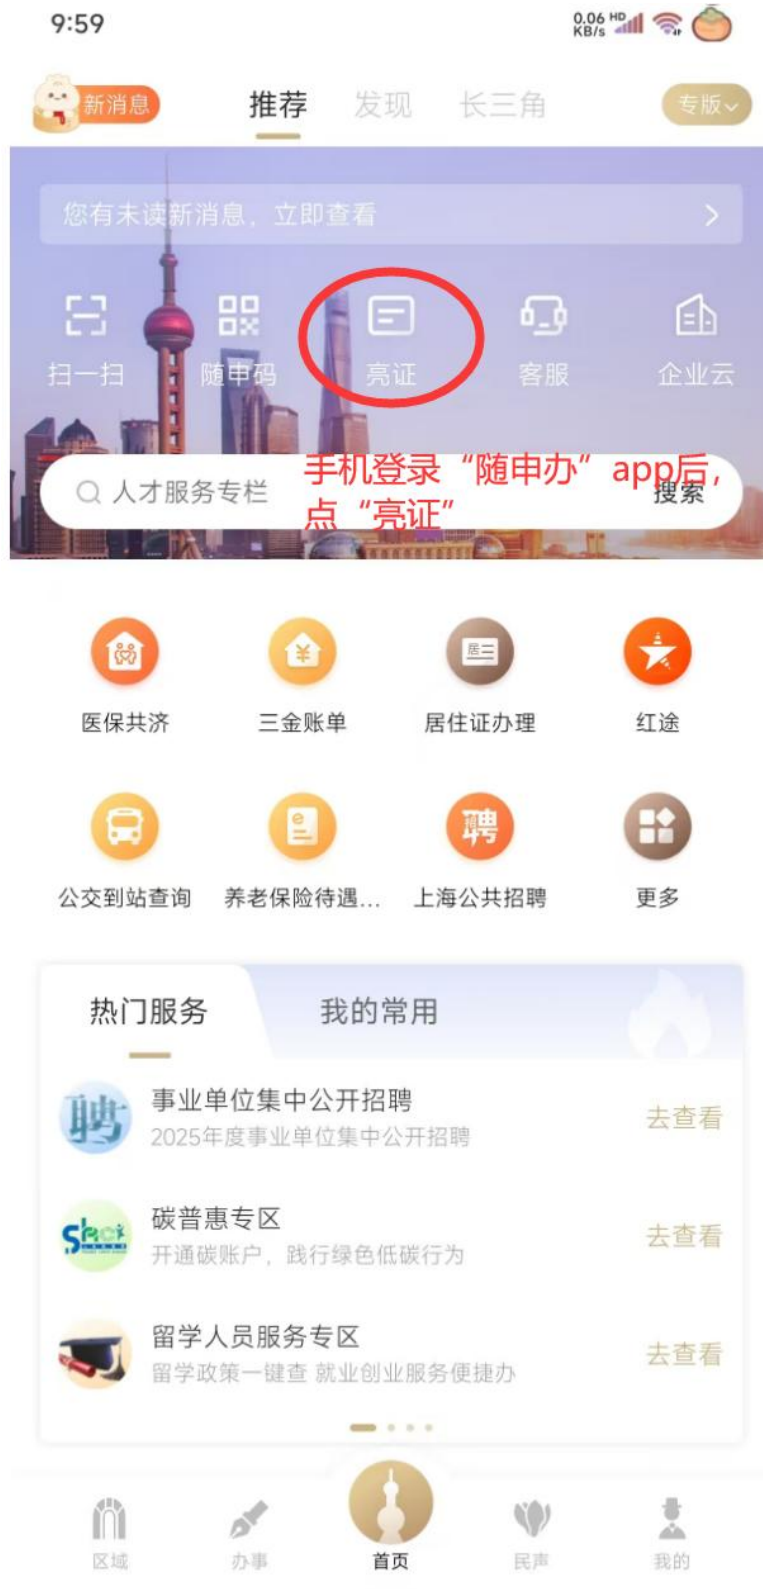 9:59
0.06 HD
KB/s
新消息
推荐
发现
长三角
专版
您有未读新消息，立即查看
扫一扫
随申码
亮证
客服
企业云
人才服务专栏
搜索
手机登录“随申办”app后，
点“亮证”
医保共济
三金账单
居住证办理
红途
公交到站查询
养老保险待遇...
上海公共招聘
更多
热门服务
我的常用
事业单位集中公开招聘
2025年度事业单位集中公开招聘
去查看
碳普惠专区
开通碳账户，践行绿色低碳行为
去查看
留学人员服务专区
留学政策一键查 就业创业服务便捷办
去查看
区域
办事
首页
民声
我的